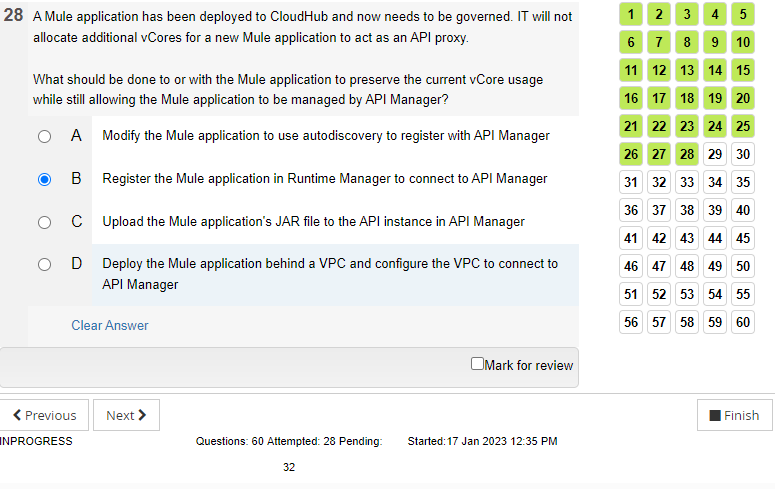 28 A Mule application has been deployed to CloudHub and now needs to be governed. IT will not
allocate additional vCores for a new Mule application to act as an API proxy.
What should be done to or with the Mule application to preserve the current vCore usage
while still allowing the Mule application to be managed by API Manager?
A Modify the Mule application to use autodiscovery to register with API Manager
B Register the Mule application in Runtime Manager to connect to API Manager
C Upload the Mule application's JAR file to the API instance in API Manager
D Deploy the Mule application behind a VPC and configure the VPC to connect to
API Manager
Clear Answer
Mark for review
Previous Next Finish
INPROGRESS Questions: 60 Attempted: 28 Pending: Started:17 Jan 2023 12:35 PM
32
1 2 3 4 5
6 7 8 9 10
11 12 13 14 15
16 17 18 19 20
21 22 23 24 25
26 27 28 29 30
31 32 33 34 35
36 37 38 39 40
41 42 43 44 45
46 47 48 49 50
51 52 53 54 55
56 57 58 59 60